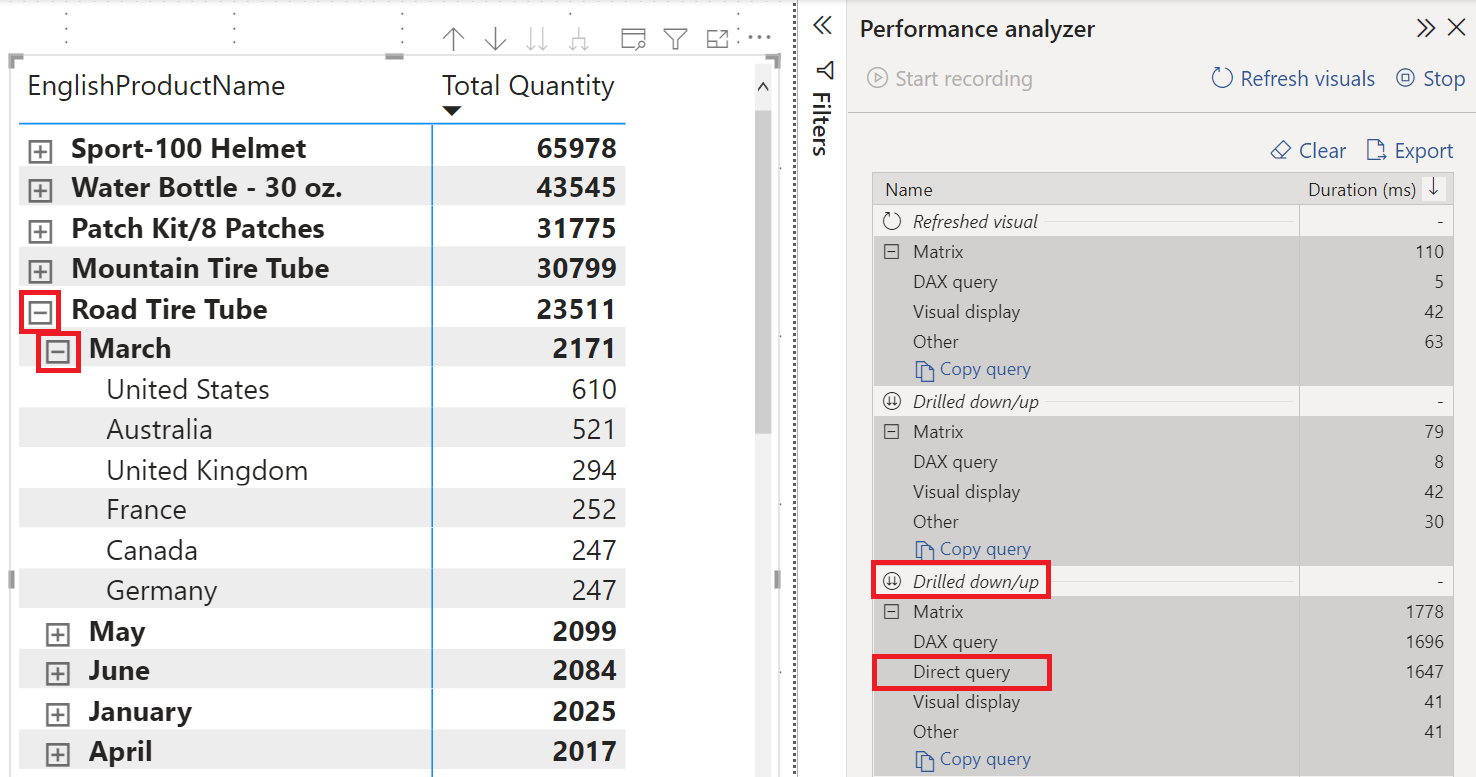 EnglishProductName Total Quantity
Sport-100 Helmet 65978
Water Bottle - 30 oz. 43545
Patch Kit/8 Patches 31775
Mountain Tire Tube 30799
Road Tire Tube 23511
March 2171
United States 610
Australia 521
United Kingdom 294
France 252
Canada 247
Germany 247
May 2099
June 2084
January 2025
April 2017
Filters
Performance analyzer
Start recording Refresh visuals Stop
Clear Export
Name Duration (ms)
Refreshed visual -
Matrix 110
DAX query 5
Visual display 42
Other 63
Copy query
Drilled down/up -
Matrix 79
DAX query 8
Visual display 42
Other 30
Copy query
Drilled down/up -
Matrix 1778
DAX query 1696
Direct query 1647
Visual display 41
Other 41
Copy query